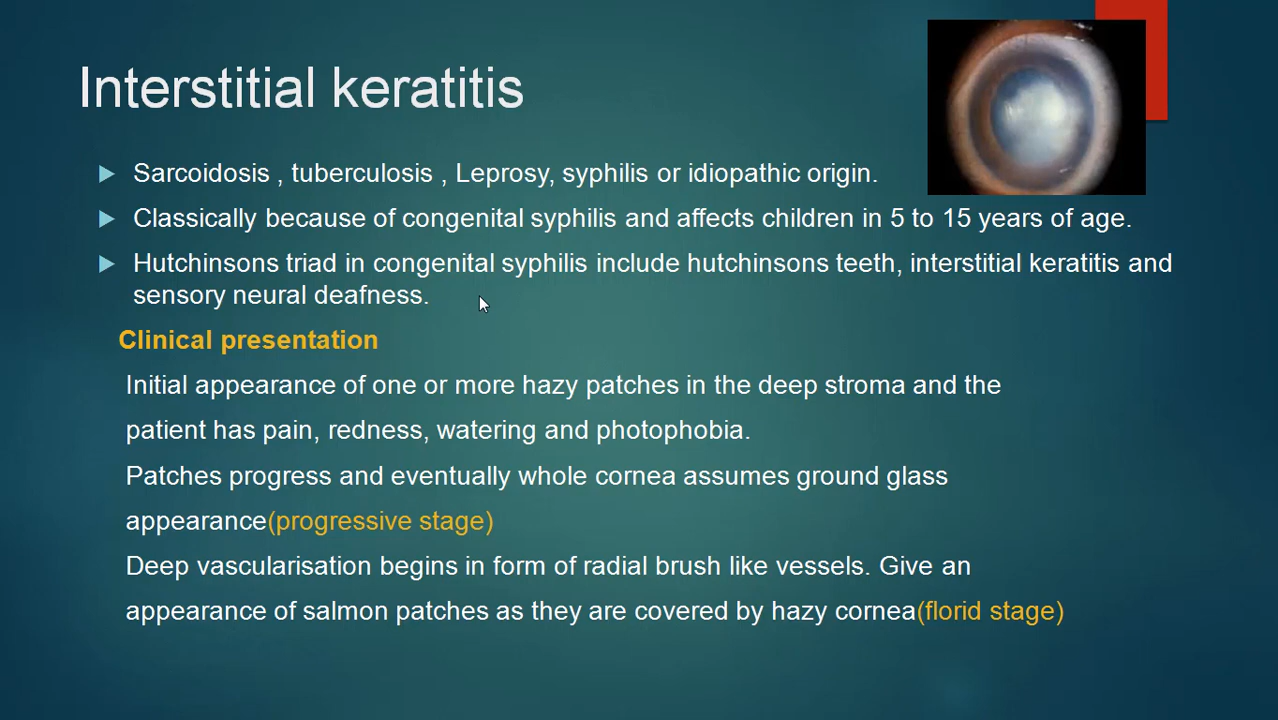 Interstitial keratitis
Sarcoidosis , tuberculosis , Leprosy, syphilis or idiopathic origin.
Classically because of congenital syphilis and affects children in 5 to 15 years of age.
Hutchinsons triad in congenital syphilis include hutchinsons teeth, interstitial keratitis and
sensory neural deafness.
Clinical presentation
Initial appearance of one or more hazy patches in the deep stroma and the
patient has pain, redness, watering and photophobia.
Patches progress and eventually whole cornea assumes ground glass
appearance(progressive stage)
Deep vascularisation begins in form of radial brush like vessels. Give an
appearance of salmon patches as they are covered by hazy cornea(florid stage)